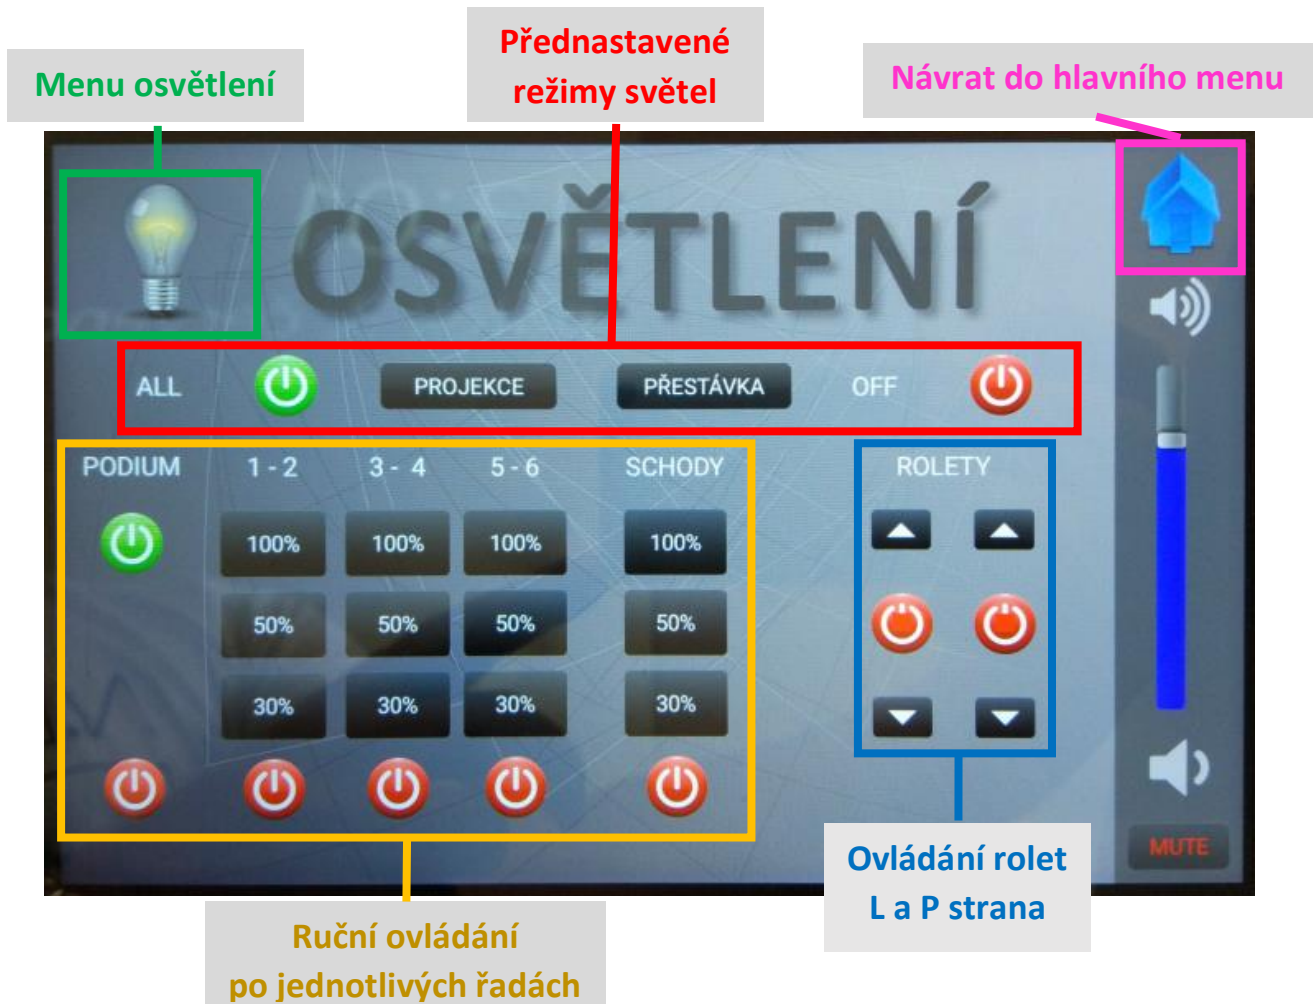 Přednastavené
režimy světel
Menu osvětlení
Návrat do hlavního menu
OSVĚTLENÍ
ALL PROJEKCE PŘESTÁVKA OFF
PODIUM 1 - 2 3 - 4 5 - 6 SCHODY ROLETY
100% 100% 100% 100%
50% 50% 50% 50%
30% 30% 30% 30%
MUTE
Ovládání rolet
L a P strana
Ruční ovládání
po jednotlivých řadách